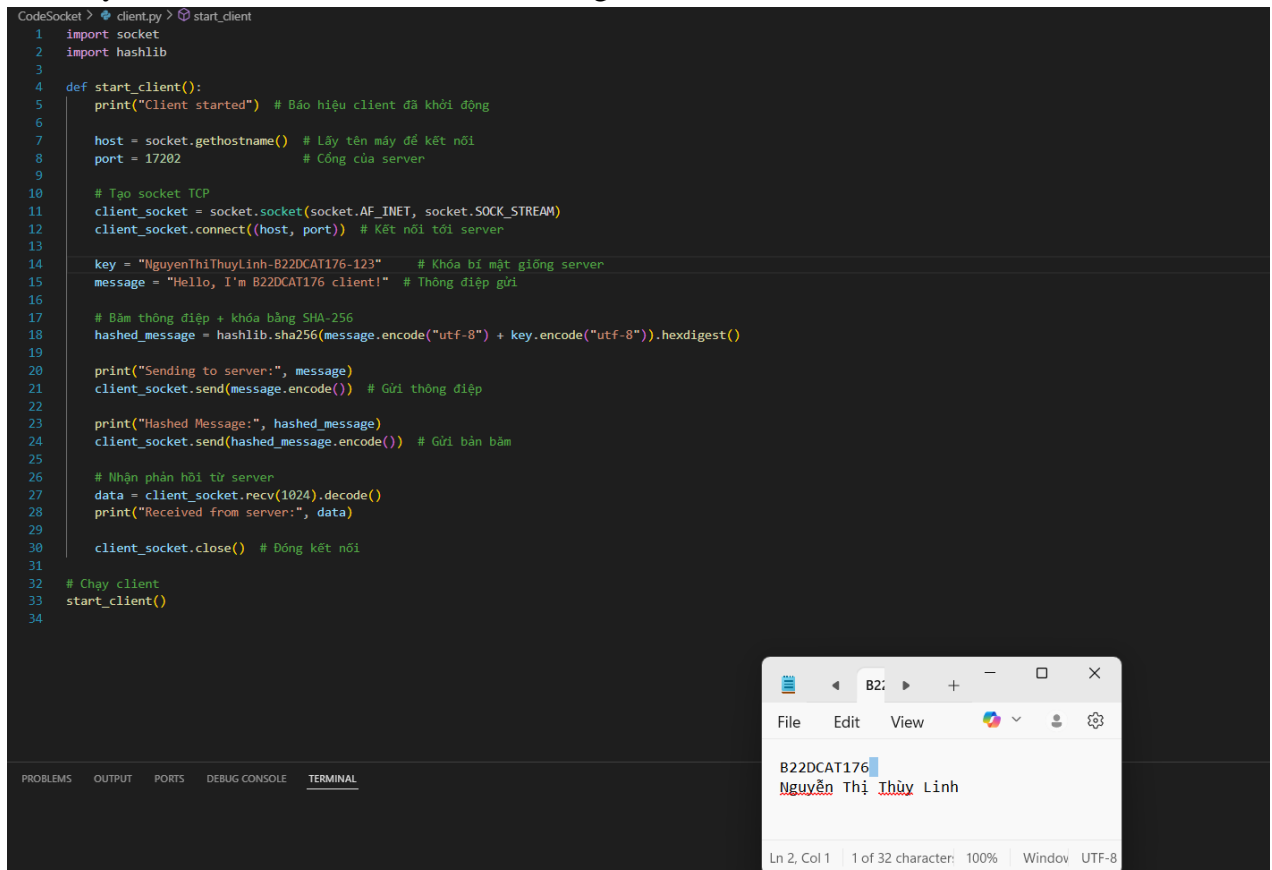 CodeSocket > client.py > start_client
1 import socket
2 import hashlib
3
4 def start_client():
5     print("Client started")  # Báo hiệu client đã khởi động
6
7     host = socket.gethostname()  # Lấy tên máy để kết nối
8     port = 17202                 # Cổng của server
9
10     # Tạo socket TCP
11     client_socket = socket.socket(socket.AF_INET, socket.SOCK_STREAM)
12     client_socket.connect((host, port))  # Kết nối tới server
13
14     key = "NguyenThiThuyLinh-B22DCAT176-123"     # Khóa bí mật giống server
15     message = "Hello, I'm B22DCAT176 client!"  # Thông điệp gửi
16
17     # Băm thông điệp + khóa bằng SHA-256
18     hashed_message = hashlib.sha256(message.encode("utf-8") + key.encode("utf-8")).hexdigest()
19
20     print("Sending to server:", message)
21     client_socket.send(message.encode())  # Gửi thông điệp
22
23     print("Hashed Message:", hashed_message)
24     client_socket.send(hashed_message.encode())  # Gửi bản băm
25
26     # Nhận phản hồi từ server
27     data = client_socket.recv(1024).decode()
28     print("Received from server:", data)
29
30     client_socket.close()  # Đóng kết nối
31
32 # Chạy client
33 start_client()
34
B22
File Edit View
B22DCAT176
Nguyễn Thị Thùy Linh
Ln 2, Col 1 1 of 32 character 100% Window UTF-8
PROBLEMS OUTPUT PORTS DEBUG CONSOLE TERMINAL